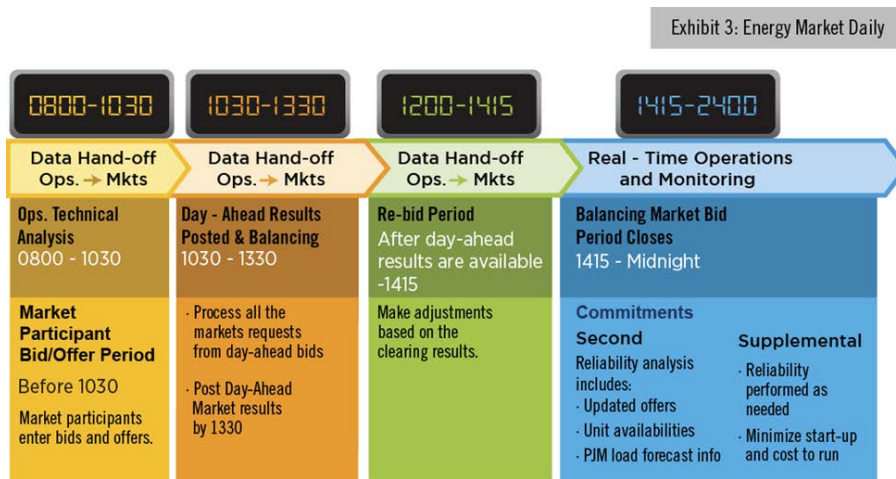 Exhibit 3: Energy Market Daily
0800-1030
1030-1330
1200-1415
1415-2400
Data Hand-off
Ops. → Mkts
Data Hand-off
Ops. → Mkts
Data Hand-off
Ops. → Mkts
Real - Time Operations
and Monitoring
Ops. Technical
Analysis
0800 - 1030
Day - Ahead Results
Posted & Balancing
1030 - 1330
Re-bid Period
After day-ahead
results are available
-1415
Balancing Market Bid
Period Closes
1415 - Midnight
Market
Participant
Bid/Offer Period
Before 1030
Market participants
enter bids and offers.
· Process all the
markets requests
from day-ahead bids
· Post Day-Ahead
Market results
by 1330
Make adjustments
based on the
clearing results.
Commitments
Second
Reliability analysis
includes:
· Updated offers
· Unit availabilities
· PJM load forecast info
Supplemental
· Reliability
performed as
needed
· Minimize start-up
and cost to run